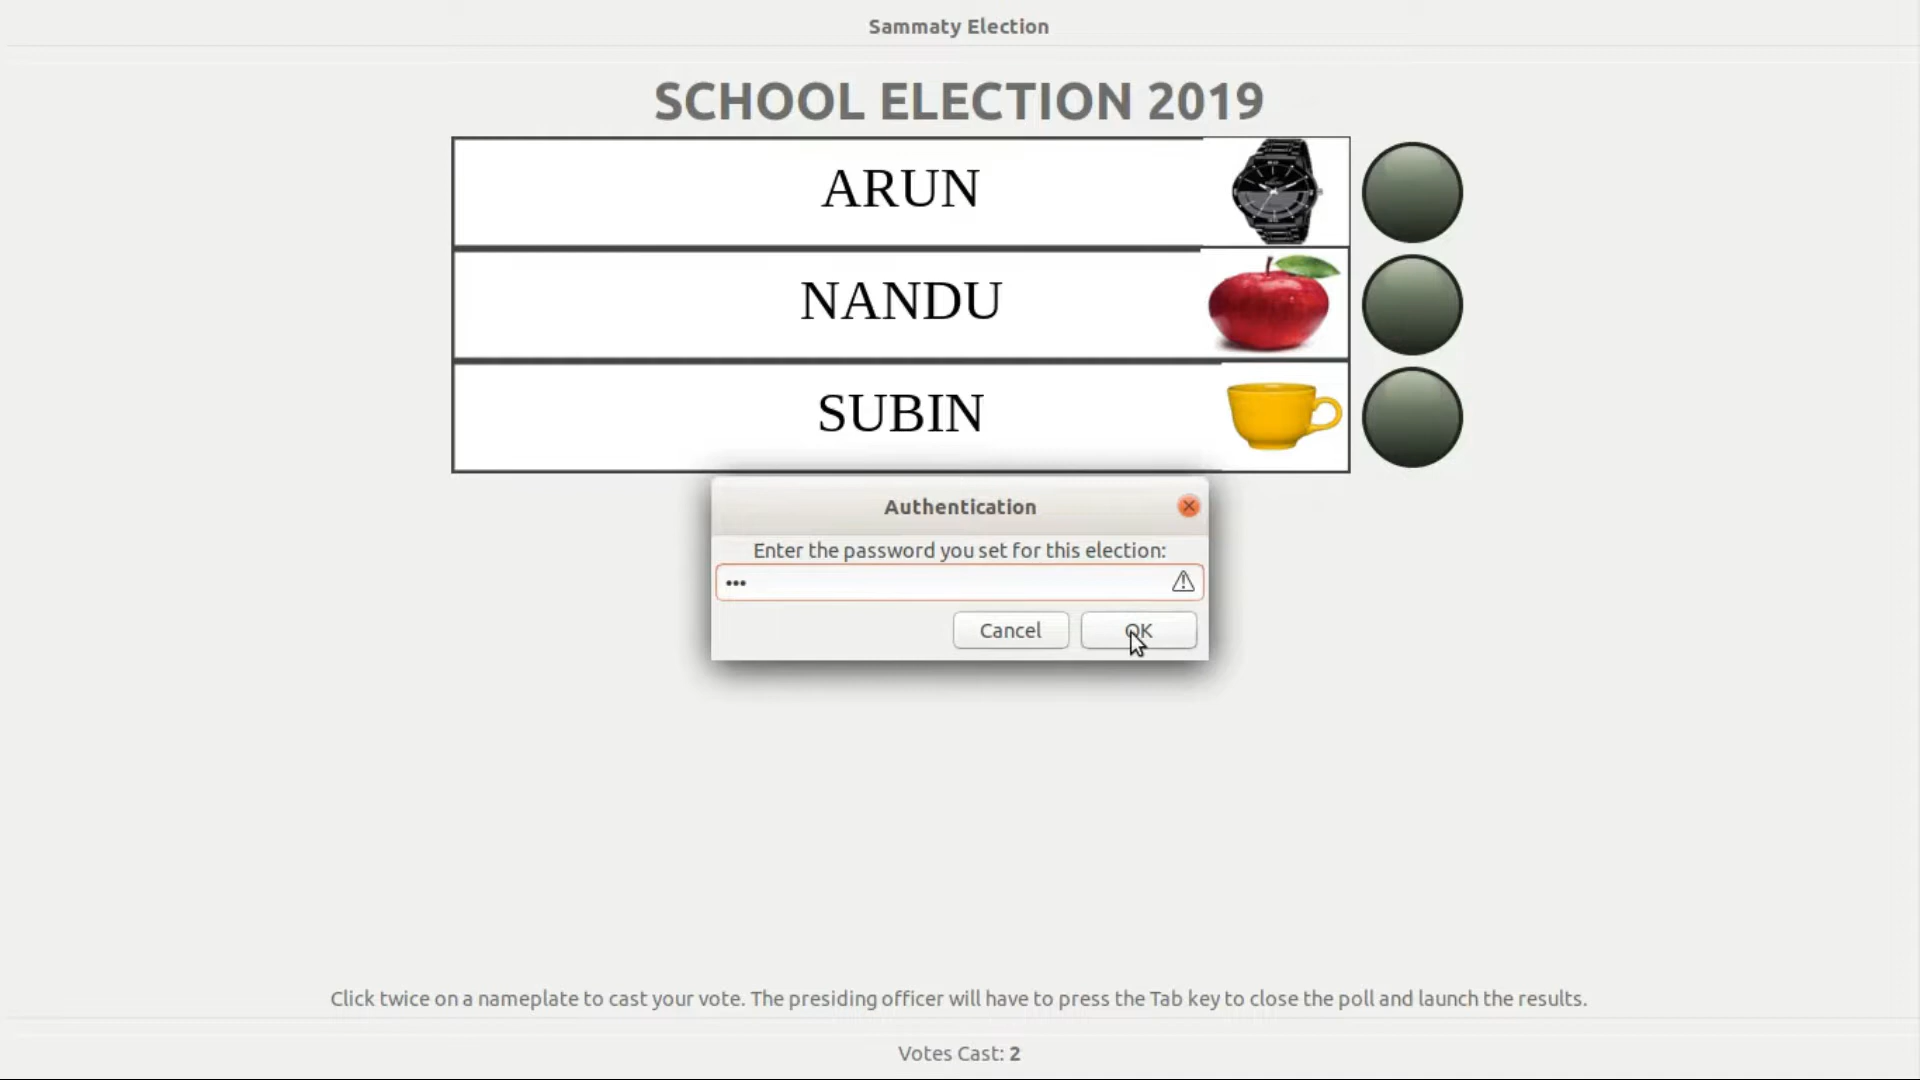 Sammaty Election
SCHOOL ELECTION 2019
ARUN
NANDU
SUBIN
Authentication
Enter the password you set for this election:
•••
Cancel
OK
Click twice on a nameplate to cast your vote. The presiding officer will have to press the Tab key to close the poll and launch the results.
Votes Cast: 2